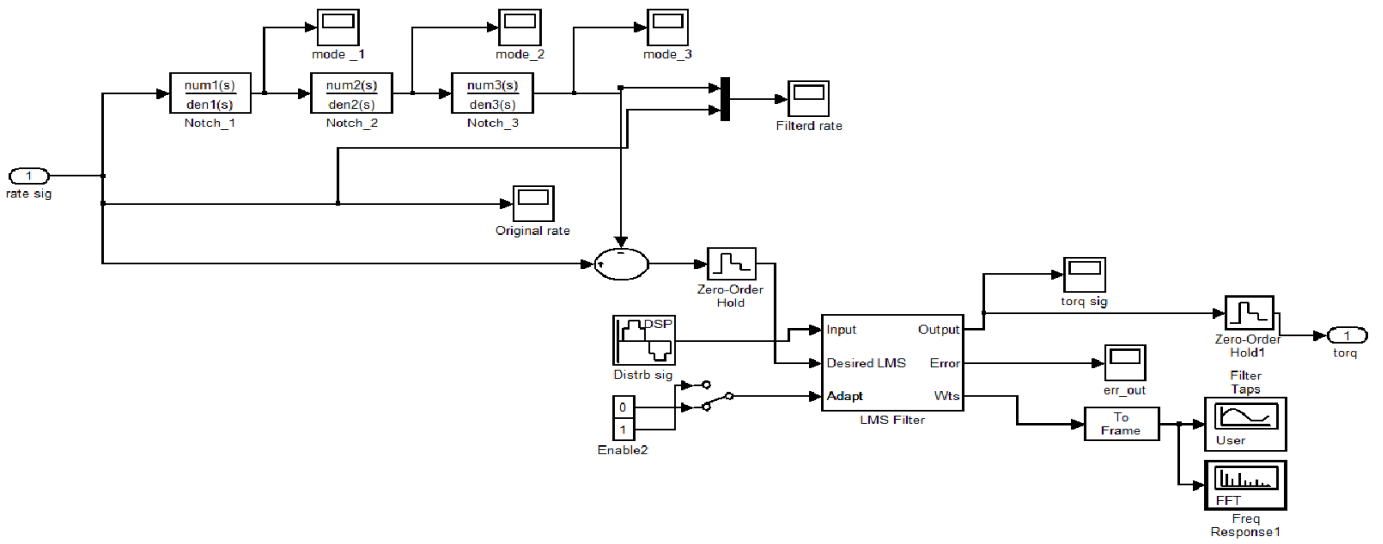 mode _1
mode_2
mode_3
num1(s)
den1(s)
Notch_1
num2(s)
den2(s)
Notch_2
num3(s)
den3(s)
Notch_3
Filterd rate
1
rate sig
Original rate
−
+
Zero-Order
Hold
DSP
Distrb sig
0
1
Enable2
Input
Desired LMS
Adapt
Output
Error
Wts
LMS Filter
torq sig
err_out
Zero-Order
Hold1
1
torq
To
Frame
Filter
Taps
User
FFT
Freq
Response1